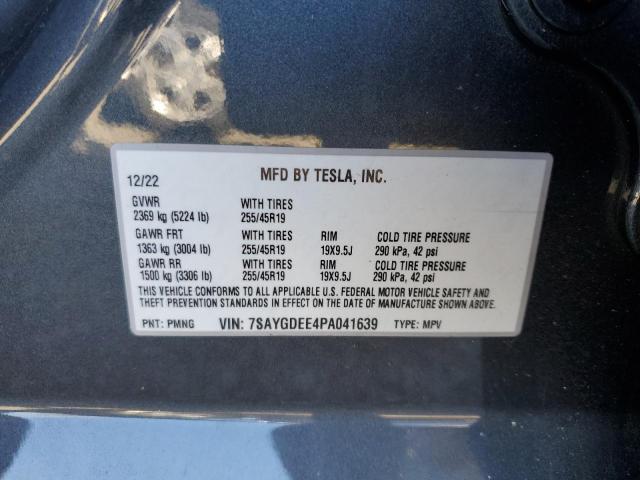 12/22 MFD BY TESLA, INC.
GVWR WITH TIRES
2369 kg (5224 lb) 255/45R19
GAWR FRT WITH TIRES RIM COLD TIRE PRESSURE
1363 kg (3004 lb) 255/45R19 19X9.5J 290 kPa, 42 psi
GAWR RR WITH TIRES RIM COLD TIRE PRESSURE
1500 kg (3306 lb) 255/45R19 19X9.5J 290 kPa, 42 psi
THIS VEHICLE CONFORMS TO ALL APPLICABLE U.S. FEDERAL MOTOR VEHICLE SAFETY AND
THEFT PREVENTION STANDARDS IN EFFECT ON THE DATE OF MANUFACTURE SHOWN ABOVE.
PNT: PMNG VIN: 7SAYGDEE4PA041639 TYPE: MPV